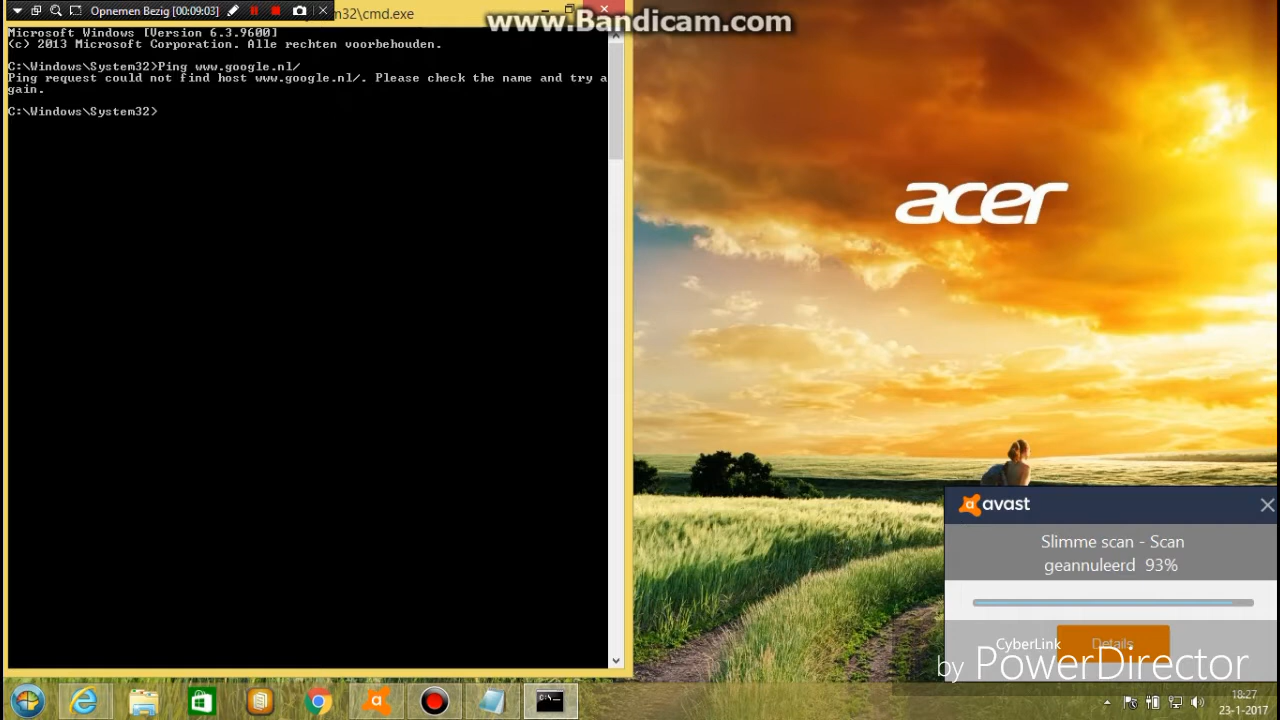 Opnemen Bezig [00:09:03]
m32\cmd.exe
www.Bandicam.com
Microsoft Windows [Version 6.3.9600]
(c) 2013 Microsoft Corporation. Alle rechten voorbehouden.
C:\Windows\System32>Ping www.google.nl/
Ping request could not find host www.google.nl/. Please check the name and try a
gain.
C:\Windows\System32>
acer
avast
Slimme scan - Scan
geannuleerd 93%
Details
CyberLink
by PowerDirector
18:27
23-1-2017